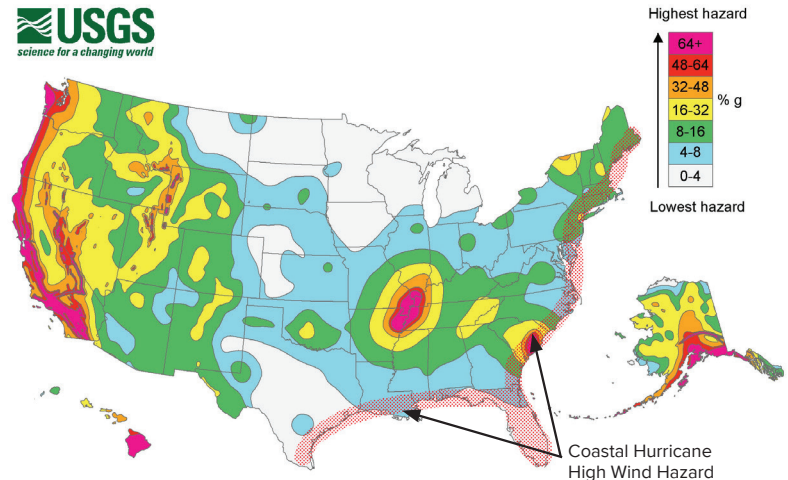 USGS
science for a changing world
Highest hazard
64+
48-64
32-48
16-32
8-16
4-8
0-4
% g
Lowest hazard
Coastal Hurricane
High Wind Hazard